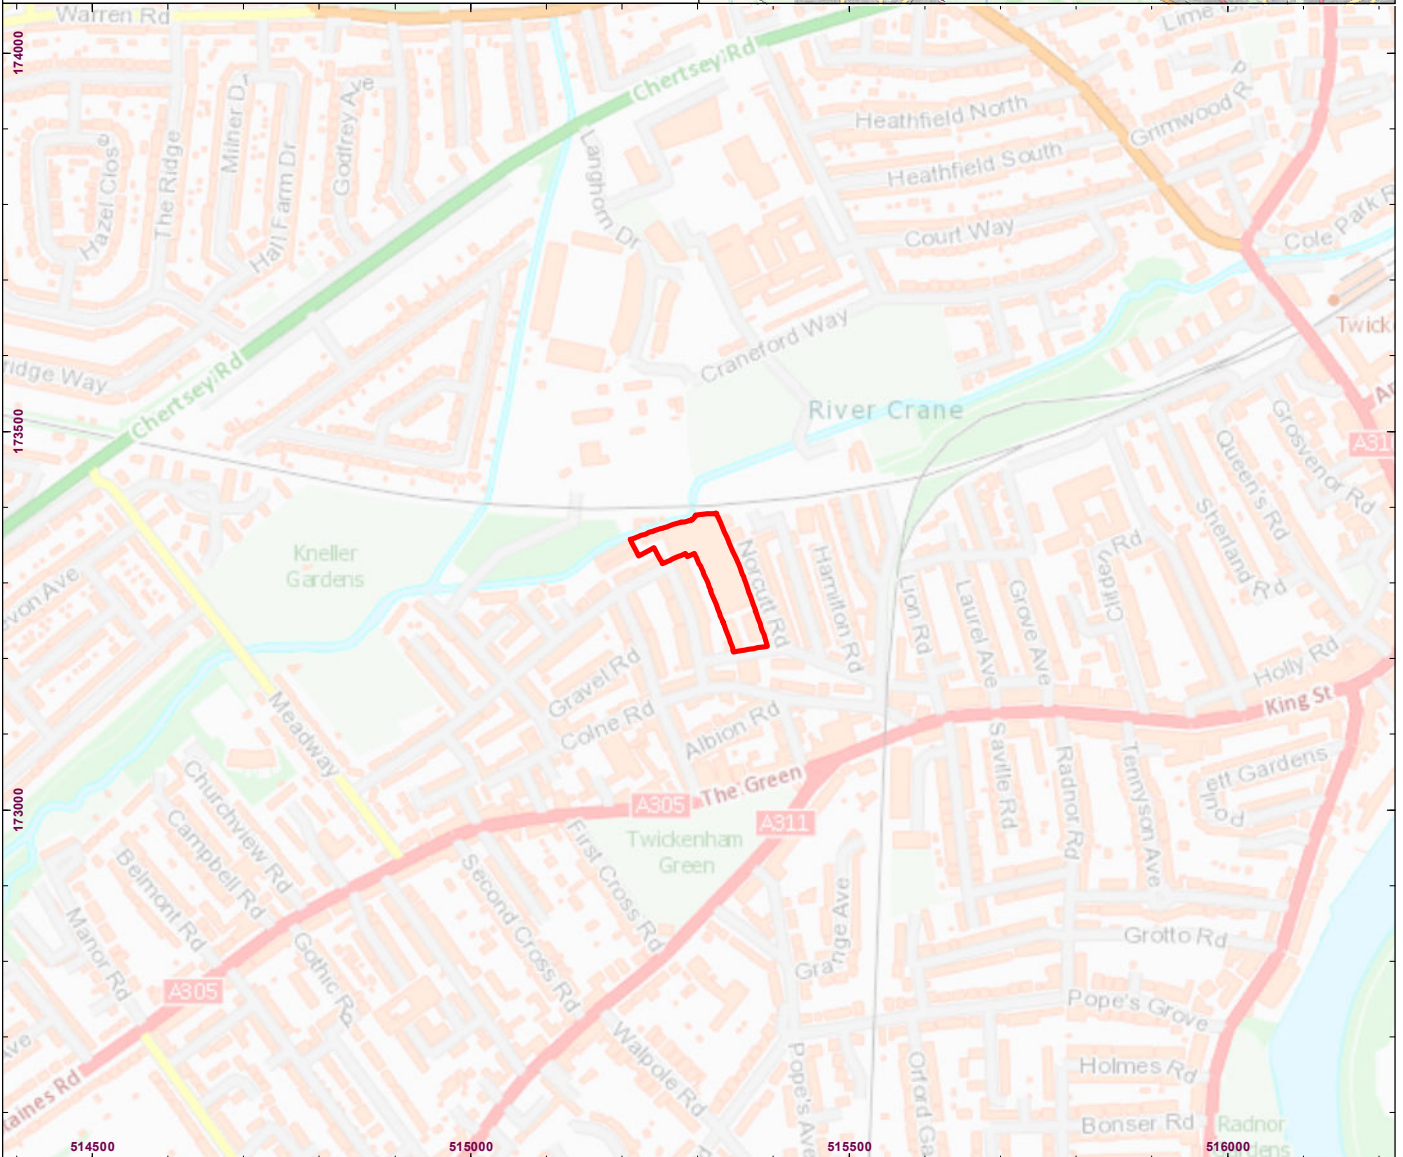 Warren Rd
174000
Chertsey Rd
Lime
Heathfield North
Grimwood R
Heathfield South
Court Way
Cole Park R
Langhorn Dr
Hazel Close
The Ridge
Milner Dr
Hall Farm Dr
Godfrey Ave
Craneford Way
Twick
ridge Way
Chertsey Rd
River Crane
173500
Grosvenor Rd
A31
Queen's Rd
Sherland Rd
Kneller
Gardens
evon Ave
Norcutt Rd
Hamilton Rd
Lion Rd
Laurel Ave
Grove Ave
Clifden Rd
Holly Rd
King St
Gravel Rd
Colne Rd
Albion Rd
Meadway
The Green
A305
A311
Saville Rd
Radnor Rd
Tennyson Ave
ett Gardens
Poul
173000
Churchview Rd
Campbell Rd
Belmont Rd
Manor Rd
Twickenham
Green
First Cross Rd
Second Cross Rd
Grange Ave
Grotto Rd
Gothic Rd
A305
Pope's Grove
Walpole Rd
Pope's Ave
Orford Ga
Holmes Rd
Bonser Rd
Radnor
dens
Ave
aines Rd
514500
515000
515500
516000